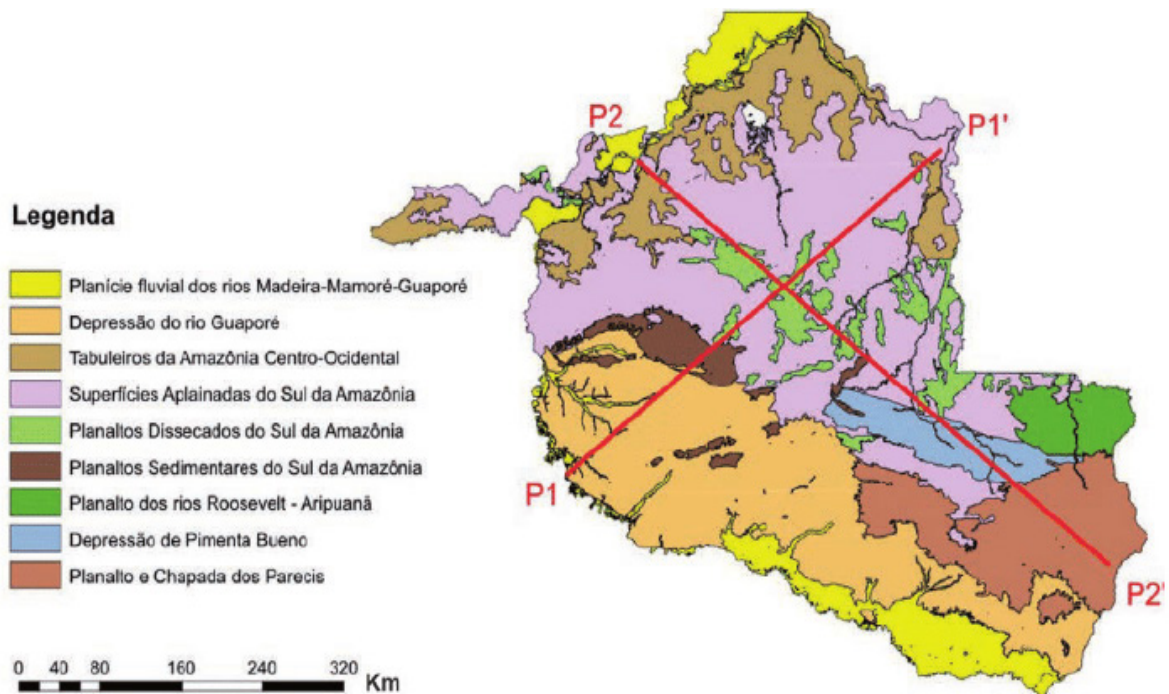 P2
P1'
Legenda
Planície fluvial dos rios Madeira-Mamoré-Guaporé
Depressão do rio Guaporé
Tabuleiros da Amazônia Centro-Ocidental
Superfícies Aplainadas do Sul da Amazônia
Planaltos Dissecados do Sul da Amazônia
Planaltos Sedimentares do Sul da Amazônia
Planalto dos rios Roosevelt - Aripuanã
Depressão de Pimenta Bueno
Planalto e Chapada dos Parecis
P1
P2'
0 40 80 160 240 320
Km